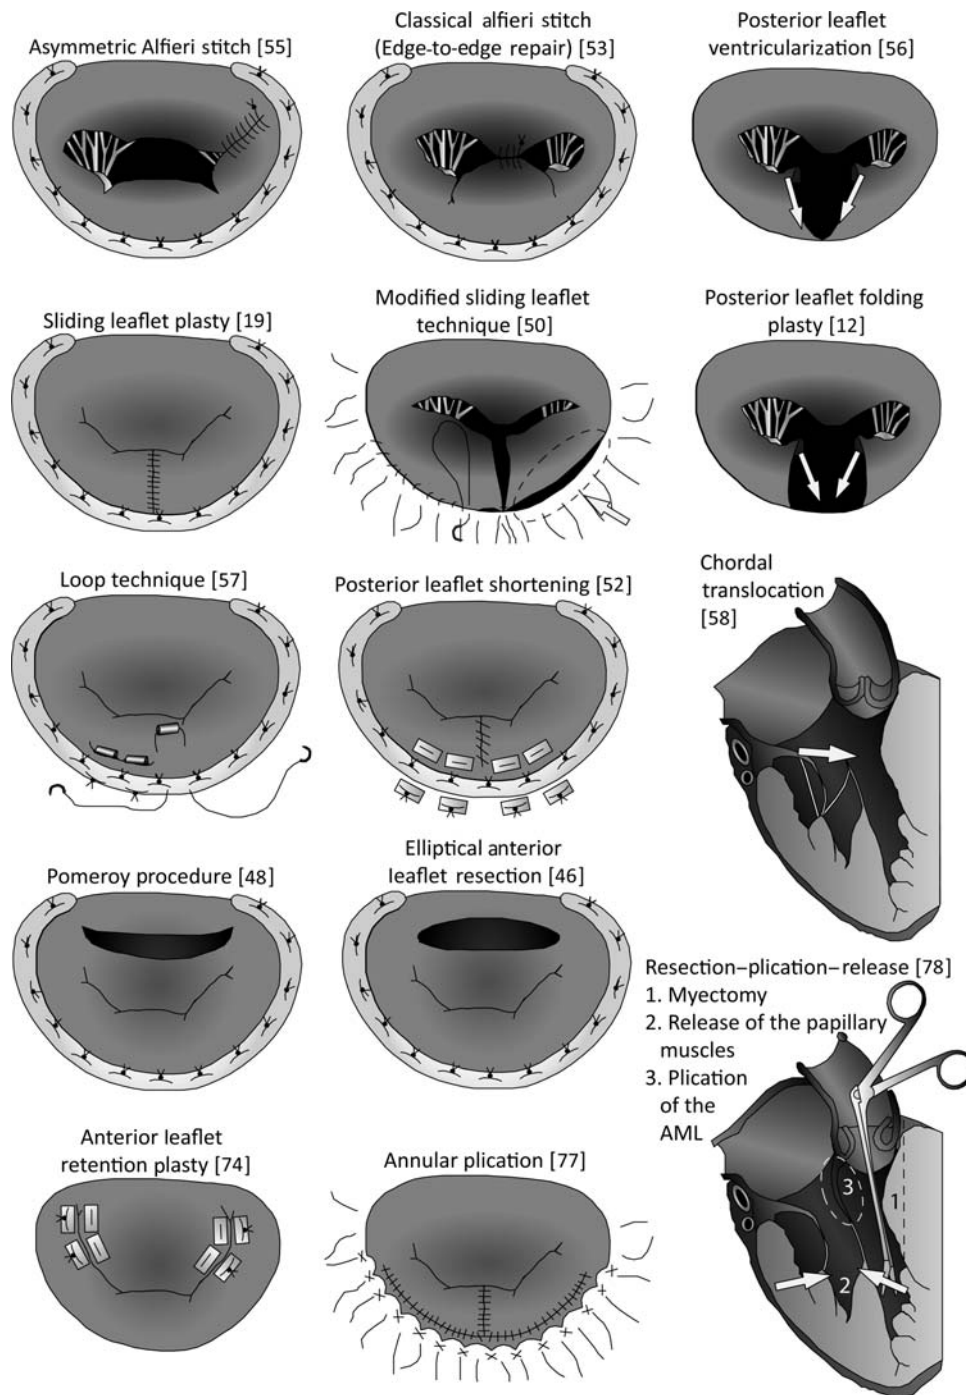 Asymmetric Alfieri stitch [55]
Classical alfieri stitch
(Edge-to-edge repair) [53]
Posterior leaflet
ventricularization [56]
Sliding leaflet plasty [19]
Modified sliding leaflet
technique [50]
Posterior leaflet folding
plasty [12]
Loop technique [57]
Posterior leaflet shortening [52]
Chordal
translocation
[58]
Pomeroy procedure [48]
Elliptical anterior
leaflet resection [46]
Resection–plication–release [78]
1. Myectomy
2. Release of the papillary
muscles
3. Plication
of the
AML
3
1
2
Anterior leaflet
retention plasty [74]
Annular plication [77]